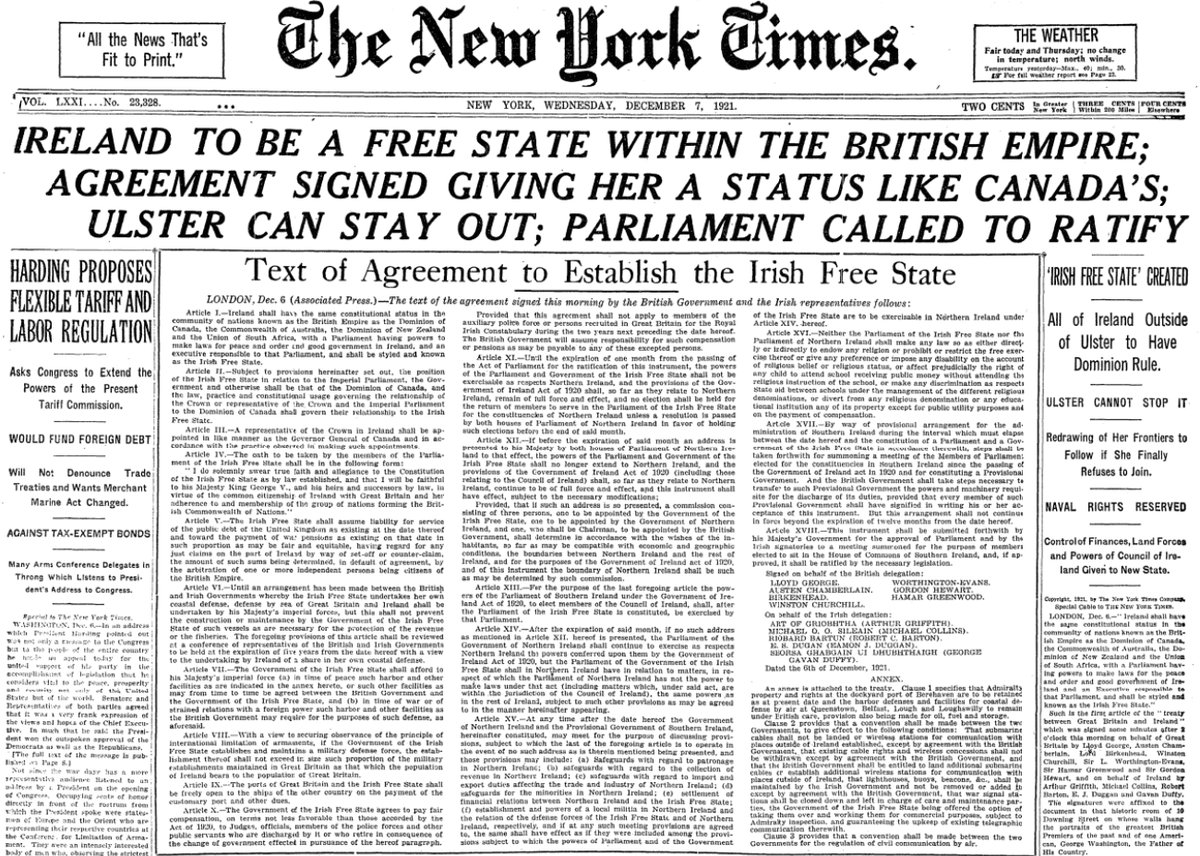 "All the News That's
Fit to Print."
The New York Times.
THE WEATHER
Fair today and Thursday; no change
in temperature; north winds.
Temperature yesterday—Max., 40; min., 30.
For full weather report see Page 23.
VOL. LXXI....No. 23,328.
NEW YORK, WEDNESDAY, DECEMBER 7, 1921.
TWO CENTS In Greater New York | THREE CENTS Within 200 Miles | FOUR CENTS Elsewhere
IRELAND TO BE A FREE STATE WITHIN THE BRITISH EMPIRE;
AGREEMENT SIGNED GIVING HER A STATUS LIKE CANADA'S;
ULSTER CAN STAY OUT; PARLIAMENT CALLED TO RATIFY
HARDING PROPOSES
FLEXIBLE TARIFF AND
LABOR REGULATION
Asks Congress to Extend the
Powers of the Present
Tariff Commission.
WOULD FUND FOREIGN DEBT
Will Not Denounce Trade
Treaties and Wants Merchant
Marine Act Changed.
AGAINST TAX-EXEMPT BONDS
Many Arms Conference Delegates in
Throng Which Listens to Presi-
dent's Address to Congress.
Special to The New York Times.
WASHINGTON, Dec. 6.—In an address
which President Harding pointed out
was not only a message to the Congress
but to the people of the entire country
united support of his party in the
accomplishment of legislation that he
considers vital to the peace, prosperity
and security not only of the United
States but of the world. Senators and
Representatives of both parties agreed
that it was a very frank expression of
the views and hopes of the Chief Execu-
tive. In much that he said the Presi-
dent won the outspoken approval of the
Democrats as well as the Republicans.
[The full text of the message is pub-
lished on Page 8.]
Not since the war days has a more
representative audience listened to an
address by a President on the opening
of Congress. Occupying seats of honor
directly in front of the rostrum from
which the President spoke were states-
men of Europe and the Orient who are
representing their respective countries at
the Conference for Limitation of Arma-
ment. They were an intensely interested
body of men who, observing the strictest
Text of Agreement to Establish the Irish Free State
LONDON, Dec. 6 (Associated Press).—The text of the agreement signed this morning by the British Government and the Irish representatives follows:
Article I.—Ireland shall have the same constitutional status in the
community of nations known as the British Empire as the Dominion of
Canada, the Commonwealth of Australia, the Dominion of New Zealand
and the Union of South Africa, with a Parliament having powers to
make laws for peace and order and good government in Ireland, and an
executive responsible to that Parliament, and shall be styled and known
as the Irish Free State.
Article II.—Subject to provisions hereinafter set out, the position
of the Irish Free State in relation to the Imperial Parliament, the Gov-
ernment and otherwise shall be that of the Dominion of Canada, and
the law, practice and constitutional usage governing the relationship of
the Crown or representative of the Crown and the Imperial Parliament
to the Dominion of Canada shall govern their relationship to the Irish
Free State.
Article III.—A representative of the Crown in Ireland shall be ap-
pointed in like manner as the Governor General of Canada and in ac-
cordance with the practice observed in making such appointments.
Article IV.—The oath to be taken by the members of the Parlia-
ment of the Irish Free State shall be in the following form:
"I do solemnly swear true faith and allegiance to the Constitution
of the Irish Free State as by law established, and that I will be faithful
to his Majesty King George V., and his heirs and successors by law, in
virtue of the common citizenship of Ireland with Great Britain and her
adherence to and membership of the group of nations forming the Brit-
ish Commonwealth of Nations."
Article V.—The Irish Free State shall assume liability for service
of the public debt of the United Kingdom as existing at the date thereof
and toward the payment of war pensions as existing on that date in
such proportion as may be fair and equitable, having regard for any
just claims on the part of Ireland by way of set-off or counter-claim,
the amount of such sums being determined, in default of agreement, by
the arbitration of one or more independent persons being citizens of
the British Empire.
Article VI.—Until an arrangement has been made between the British
and Irish Governments whereby the Irish Free State undertakes her own
coastal defense, defense by sea of Great Britain and Ireland shall be
undertaken by his Majesty's imperial forces, but this shall not prevent
the construction or maintenance by the Government of the Irish Free State
of such vessels as are necessary for the protection of the revenue
or the fisheries. The foregoing provisions of this article shall be reviewed
at a conference of representatives of the British and Irish Governments to
be held at the expiration of five years from the date hereof with a view
to the undertaking by Ireland of a share in her own coastal defense.
Article VII.—The Government of the Irish Free State shall afford to
his Majesty's imperial force (a) in time of peace such harbor and other
facilities as are indicated in the annex hereto, or such other facilities as
may from time to time be agreed between the British Government and
the Government of the Irish Free State, and (b) in time of war or of
strained relations with a foreign power such harbor and other facilities as
the British Government may require for the purposes of such defense, as
aforesaid.
Article VIII.—With a view to securing observance of the principle of
international limitation of armaments, if the Government of the Irish
Free State establishes and maintains a military defense force, the estab-
lishment thereof shall not exceed in size such proportion of the military
establishments maintained in Great Britain as that which the population
of Ireland bears to the population of Great Britain.
Article IX.—The ports of Great Britain and the Irish Free State shall
be freely open to the ships of the other country on the payment of the
customary port and other dues.
Article X.—The Government of the Irish Free State agrees to pay fair
compensation, on terms not less favorable than those accorded by the
Act of 1920, to Judges, officials, members of the police forces and other
public servants who are discharged by it or who retire in consequence of
the change of government effected in pursuance of the hereof paragraph.
Provided that this agreement shall not apply to members of the
auxiliary police force or persons recruited in Great Britain for the Royal
Irish Constabulary during the two years next preceding the date hereof.
The British Government will assume responsibility for such compensation
or pensions as may be payable to any of these excepted persons.
Article XI.—Until the expiration of one month from the passing of
the Act of Parliament for the ratification of this instrument, the powers
of the Parliament and Government of the Irish Free State shall not be
exercisable as respects Northern Ireland, and the provisions of the Gov-
ernment of Ireland Act of 1920 shall, so far as they relate to Northern
Ireland, remain of full force and effect, and no election shall be held for
the return of members to serve in the Parliament of the Irish Free State
for the constituencies of Northern Ireland unless a resolution is passed
by both houses of Parliament of Northern Ireland in favor of holding
such elections before the end of said month.
Article XII.—If before the expiration of said month an address is
presented to his Majesty by both houses of Parliament of Northern Ire-
land to that effect, the powers of the Parliament and Government of the
Irish Free State shall no longer extend to Northern Ireland, and the
provisions of the Government of Ireland Act of 1920 (including those
relating to the Council of Ireland) shall, so far as they relate to Northern
Ireland, continue to be of full force and effect, and this instrument shall
have effect, subject to the necessary modifications;
Provided, that if such an address is so presented, a commission con-
sisting of three persons, one to be appointed by the Government of the
Irish Free State, one to be appointed by the Government of Northern
Ireland, and one, who shall be Chairman, to be appointed by the British
Government, shall determine in accordance with the wishes of the in-
habitants, so far as may be compatible with economic and geographic
conditions, the boundaries between Northern Ireland and the rest of
Ireland, and for the purposes of the Government of Ireland act of 1920,
and of this instrument the boundary of Northern Ireland shall be such
as may be determined by such commission.
Article XIII.—For the purpose of the last foregoing article the pow-
ers of the Parliament of Southern Ireland under the Government of Ire-
land Act of 1920, to elect members of the Council of Ireland, shall, after
the Parliament of the Irish Free State is constituted, be exercised by
that Parliament.
Article XIV.—After the expiration of said month, if no such address
as mentioned in Article XII. hereof is presented, the Parliament and
Government of Northern Ireland shall continue to exercise as respects
Northern Ireland the powers conferred upon them by the Government of
Ireland Act of 1920, but the Parliament of the Government of the Irish
Free State shall in Northern Ireland have in relation to matters, in re-
spect of which the Parliament of Northern Ireland has not the power to
make laws under that act (including matters which, under said act, are
within the jurisdiction of the Council of Ireland), the same powers as
in the rest of Ireland, subject to such other provisions as may be agreed
to in the manner hereinafter appearing.
Article XV.—At any time after the date hereof the Government
of Northern Ireland and the Provisional Government of Southern Ireland,
hereinafter constituted, may meet for the purpose of discussing provi-
sions, subject to which the last of the foregoing article is to operate in
the event of no such address as is therein mentioned being presented, and
those provisions may include: (a) Safeguards with regard to patronage
in Northern Ireland; (b) safeguards with regard to the collection of
revenue in Northern Ireland; (c) safeguards with regard to import and
export duties affecting the trade and industry of Northern Ireland; (d)
safeguards for the minorities in Northern Ireland; (e) settlement of
financial relations between Northern Ireland and the Irish Free State;
(f) establishment and powers of a local militia in Northern Ireland and
the relation of the defense forces of the Irish Free State and of Northern
Ireland, respectively, and if at any such meeting provisions are agreed
to, the same shall have effect as if they were included among the provi-
sions subject to which the powers of Parliament and of the Government
of the Irish Free State are to be exercisable in Northern Ireland under
Article XIV. hereof.
Article XVI.—Neither the Parliament of the Irish Free State nor the
Parliament of Northern Ireland shall make any law so as either direct-
ly or indirectly to endow any religion or prohibit or restrict the free exer-
cise thereof or give any preference or impose any disability on the account
of religious belief or religious status, or affect prejudicially the right of
any child to attend school receiving public money without attending the
religious instruction of the school, or make any discrimination as respects
State aid between schools under the management of the different religious
denominations, or divert from any religious denomination or any educa-
tional institution any of its property except for public utility purposes and
on the payment of compensation.
Article XVII.—By way of provisional arrangement for the ad-
ministration of Southern Ireland during the interval which must elapse
between the date hereof and the constitution of a Parliament and a Gov-
ernment of the Irish Free State in accordance therewith, steps shall be
taken forthwith for summoning a meeting of the Members of Parliament
elected for the constituencies in Southern Ireland since the passing of
the Government of Ireland act in 1920 and for constituting a Provisional
Government. And the British Government shall take steps necessary to
transfer to such Provisional Government the powers and machinery requi-
site for the discharge of its duties, provided that every member of such
Provisional Government shall have signified in writing his or her ac-
ceptance of this instrument. But this arrangement shall not continue
in force beyond the expiration of twelve months from the date hereof.
Article XVIII.—This instrument shall be submitted forthwith by
his Majesty's Government for the approval of Parliament and by the
Irish signatories to a meeting summoned for the purpose of members
elected to sit in the House of Commons of Southern Ireland, and, if ap-
proved, it shall be ratified by the necessary legislation.
Signed on behalf of the British delegation:
LLOYD GEORGE. WORTHINGTON-EVANS.
AUSTEN CHAMBERLAIN. GORDON HEWART.
BIRKENHEAD. HAMAR GREENWOOD.
WINSTON CHURCHILL.
On behalf of the Irish delegation:
ART OF GRIOBHTHA (ARTHUR GRIFFITH).
MICHAEL O. O. SILEAIN (MICHAEL COLLINS).
RIOBARD BARTUN (ROBERT C. BARTON).
E. S. DUGAN (EAMON J. DUGGAN).
SEORSA GHABGAIN UI DHUBHTHAIGH (GEORGE
GAVAN DUFFY).
Dated the 6th of December, 1921.
ANNEX.
An annex is attached to the treaty. Clause 1 specifies that Admiralty
property and rights at the dockyard port of Berehaven are to be retained
as at present date and the harbor defenses and facilities for coastal de-
fense by air at Queenstown, Belfast, Lough and Loughswilly to remain
under British care, provision also being made for oil, fuel and storage.
Clause 2 provides that a convention shall be made between the two
Governments, to give effect to the following conditions: That submarine
cables shall not be landed or wireless stations for communication with
places outside of Ireland established, except by agreement with the British
Government, that existing cable rights and wireless concessions shall not
be withdrawn except by agreement with the British Government, and
that the British Government shall be entitled to land additional submarine
cables or establish additional wireless stations for communication with
places outside of Ireland, that lighthouses, buoys, beacons, &c., shall be
maintained by the Irish Government and not be removed or added to
except by agreement with the British Government, that war signal sta-
tions shall be closed down and left in charge of care and maintenance par-
ties, the Government of the Irish Free State being offered the option of
taking them over and working them for commercial purposes, subject to
Admiralty inspection, and guaranteeing the upkeep of existing telegraphic
communication therewith.
Clause 3 provides that a convention shall be made between the two
Governments for the regulation of civil communication by air.
'IRISH FREE STATE' CREATED
All of Ireland Outside
of Ulster to Have
Dominion Rule.
ULSTER CANNOT STOP IT
Redrawing of Her Frontiers to
Follow if She Finally
Refuses to Join.
NAVAL RIGHTS RESERVED
Control of Finances, Land Forces
and Powers of Council of Ire-
land Given to New State.
Copyright, 1921, by The New York Times Company.
Special Cable to THE NEW YORK TIMES.
LONDON, Dec. 6.—"Ireland shall have
the same constitutional status in the
community of nations known as the Brit-
ish Empire as the Dominion of Canada,
the Commonwealth of Australia, the Do-
minion of New Zealand and the Union of
South Africa, with a Parliament hav-
ing powers to make laws for the peace
and order and good government of Ire-
land and an Executive responsible to
that Parliament, and shall be styled and
known as the Irish Free State."
Such is the first article of the "treaty
between Great Britain and Ireland"
which was signed some minutes after 2
o'clock this morning on behalf of Great
Britain by Lloyd George, Austen Cham-
berlain, Lord Birkenhead, Winston
Churchill, Sir L. Worthington-Evans,
Sir Hamar Greenwood and Sir Gordon
Hewart, and on behalf of Ireland by
Arthur Griffith, Michael Collins, Robert
Barton, E. J. Duggan and Gavan Duffy.
The signatures were affixed to the
document in that historic room of 10
Downing Street on whose walls hang
the portraits of the greatest British
Premiers of the past and of one Ameri-
can, George Washington, the Father of
His Country.